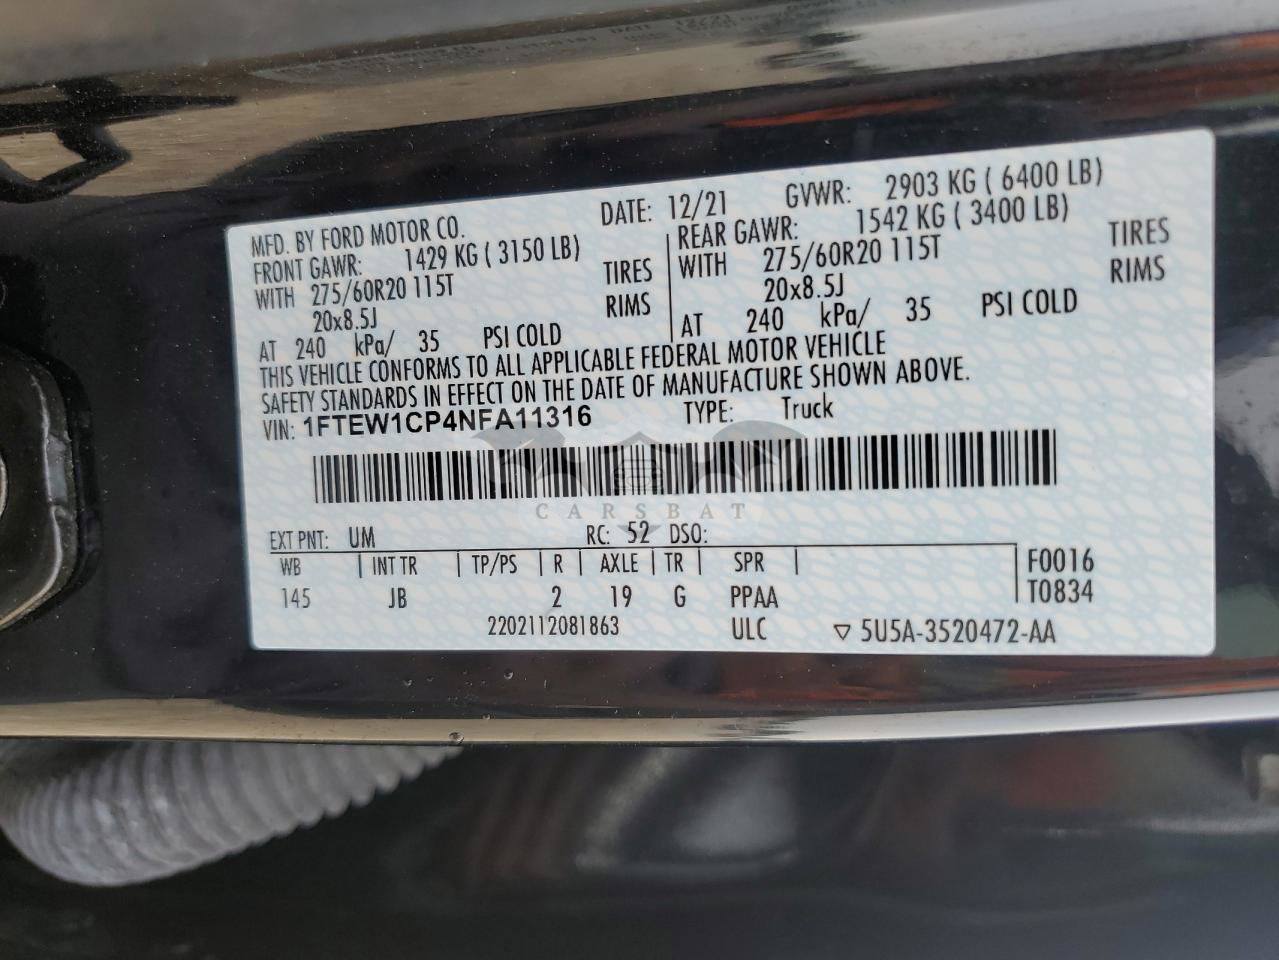 MFD. BY FORD MOTOR CO. DATE: 12/21 GVWR: 2903 KG ( 6400 LB)
FRONT GAWR: 1429 KG ( 3150 LB) REAR GAWR: 1542 KG ( 3400 LB)
WITH 275/60R20 115T TIRES WITH 275/60R20 115T TIRES
20x8.5J RIMS 20x8.5J RIMS
AT 240 kPa/ 35 PSI COLD AT 240 kPa/ 35 PSI COLD
THIS VEHICLE CONFORMS TO ALL APPLICABLE FEDERAL MOTOR VEHICLE
SAFETY STANDARDS IN EFFECT ON THE DATE OF MANUFACTURE SHOWN ABOVE.
VIN: 1FTEW1CP4NFA11316 TYPE: Truck
CARSBAT
EXT PNT: UM RC: 52 DSO:
WB INT TR TP/PS R AXLE TR SPR F0016
145 JB 2 19 G PPAA T0834
2202112081863 ULC ▽ 5U5A-3520472-AA